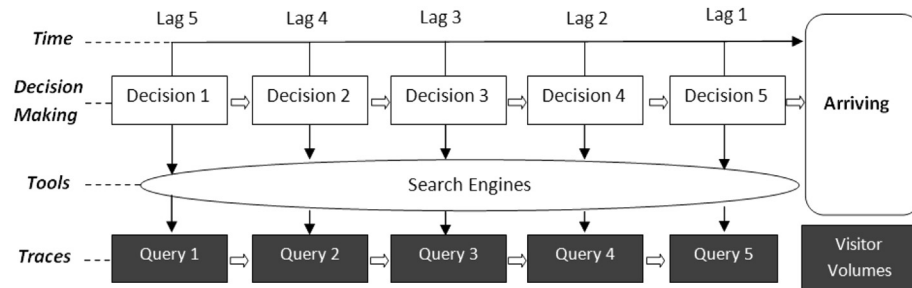 Lag 5 Lag 4 Lag 3 Lag 2 Lag 1
Time
Decision
Making
Decision 1 Decision 2 Decision 3 Decision 4 Decision 5
Arriving
Tools
Search Engines
Traces
Query 1 Query 2 Query 3 Query 4 Query 5
Visitor
Volumes